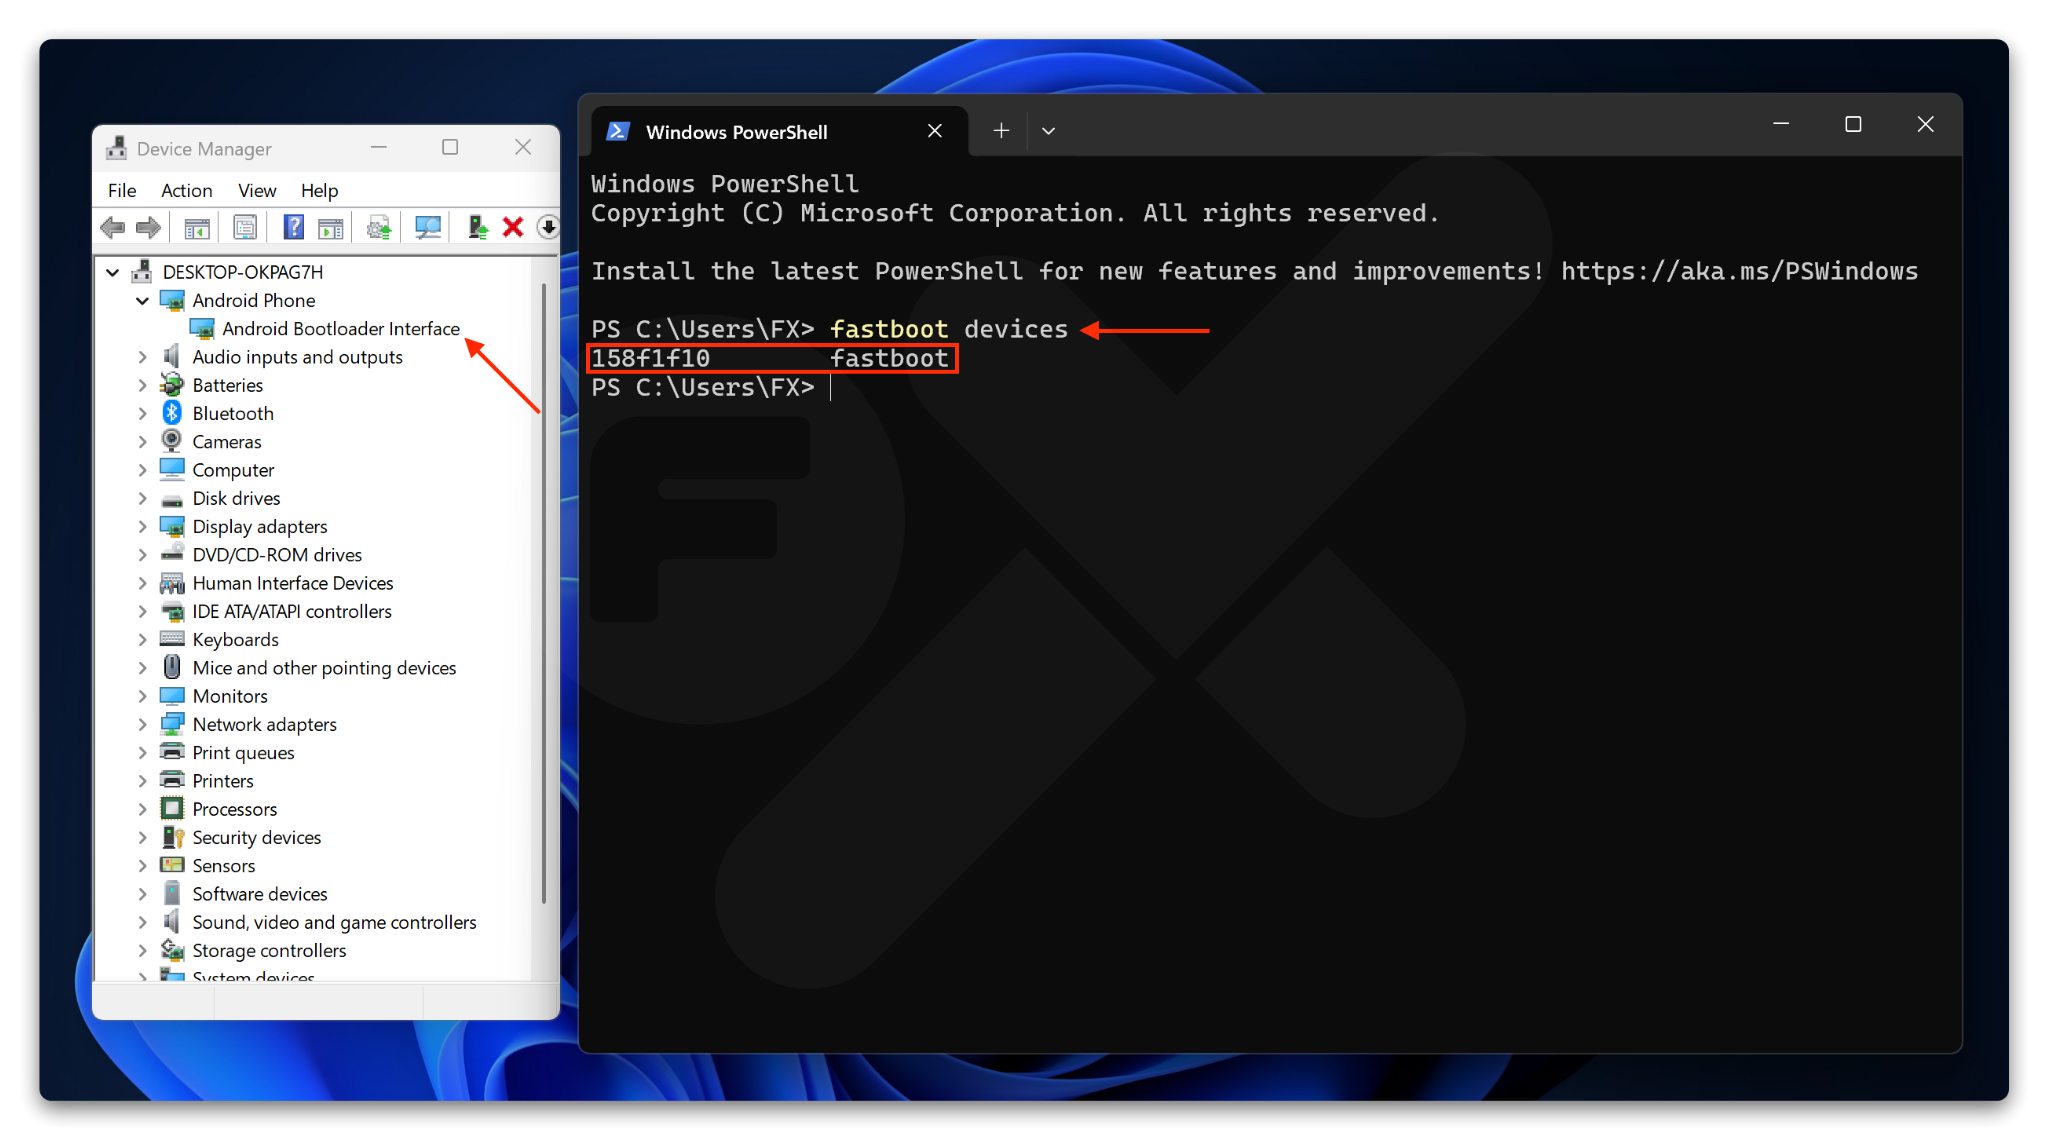 Device Manager
File Action View Help
DESKTOP-OKPAG7H
Android Phone
Android Bootloader Interface
Audio inputs and outputs
Batteries
Bluetooth
Cameras
Computer
Disk drives
Display adapters
DVD/CD-ROM drives
Human Interface Devices
IDE ATA/ATAPI controllers
Keyboards
Mice and other pointing devices
Monitors
Network adapters
Print queues
Printers
Processors
Security devices
Sensors
Software devices
Sound, video and game controllers
Storage controllers
System devices
Windows PowerShell
Windows PowerShell
Copyright (C) Microsoft Corporation. All rights reserved.
Install the latest PowerShell for new features and improvements! https://aka.ms/PSWindows
PS C:\Users\FX> fastboot devices
158f1f10 fastboot
PS C:\Users\FX>